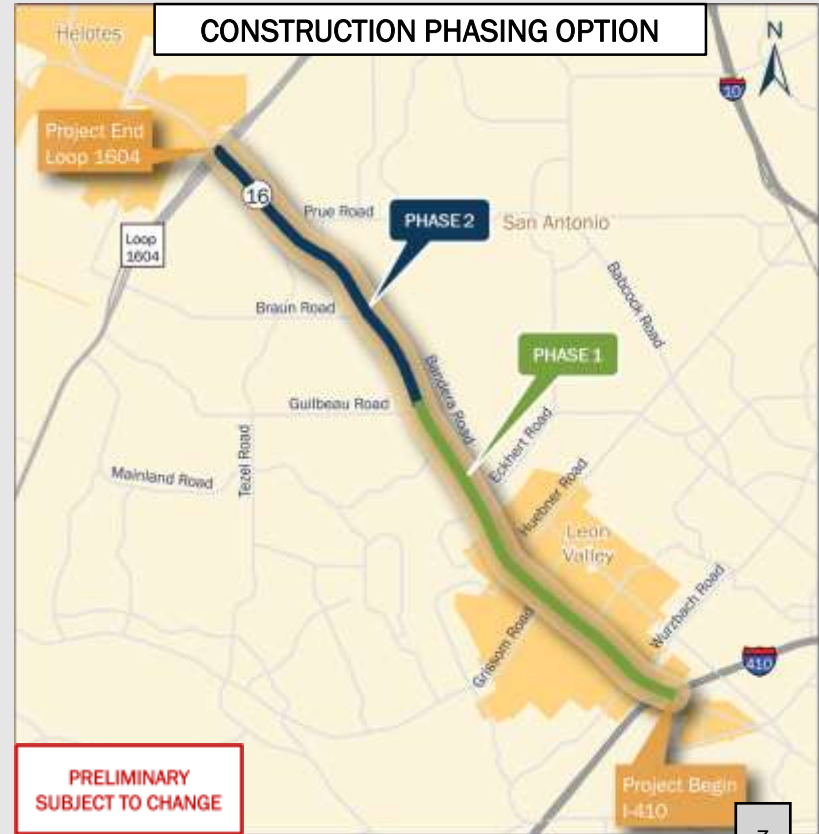 CONSTRUCTION PHASING OPTION
Helotes
N
10
Project End
Loop 1604
16
Prue Road
PHASE 2
San Antonio
Loop
1604
Babcock Road
Braun Road
PHASE 1
Bandera Road
Guilbeau Road
Eckhert Road
Tezel Road
Mainland Road
Huebner Road
Leon
Valley
Wurzbach Road
Grissom Road
410
PRELIMINARY
SUBJECT TO CHANGE
Project Begin
I-410